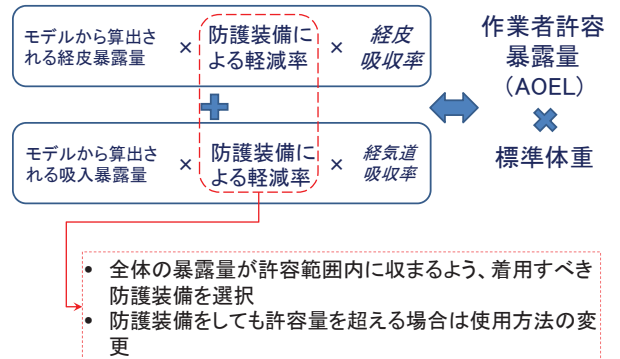 モデルから算出さ
れる経皮暴露量
×
防護装備に
よる軽減率
×
経皮
吸収率
モデルから算出さ
れる吸入暴露量
×
防護装備に
よる軽減率
×
経気道
吸収率
作業者許容
暴露量
（AOEL）
標準体重
• 全体の暴露量が許容範囲内に収まるよう、着用すべき
防護装備を選択
• 防護装備をしても許容量を超える場合は使用方法の変
更